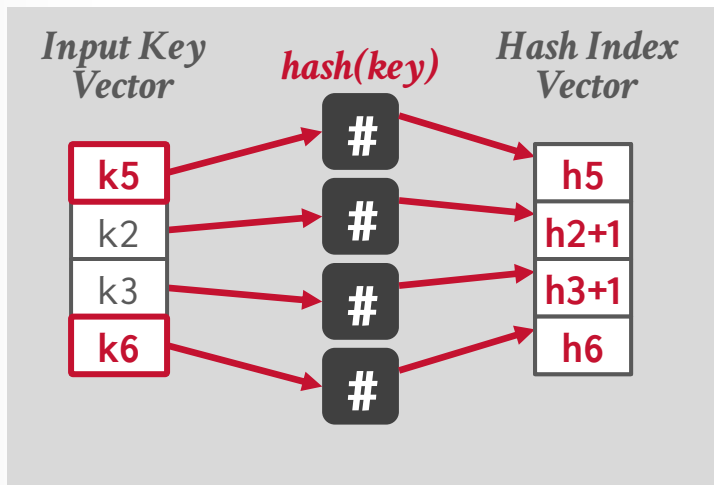 Input Key
Vector
hash(key)
Hash Index
Vector
k5
k2
k3
k6
#
#
#
#
h5
h2+1
h3+1
h6